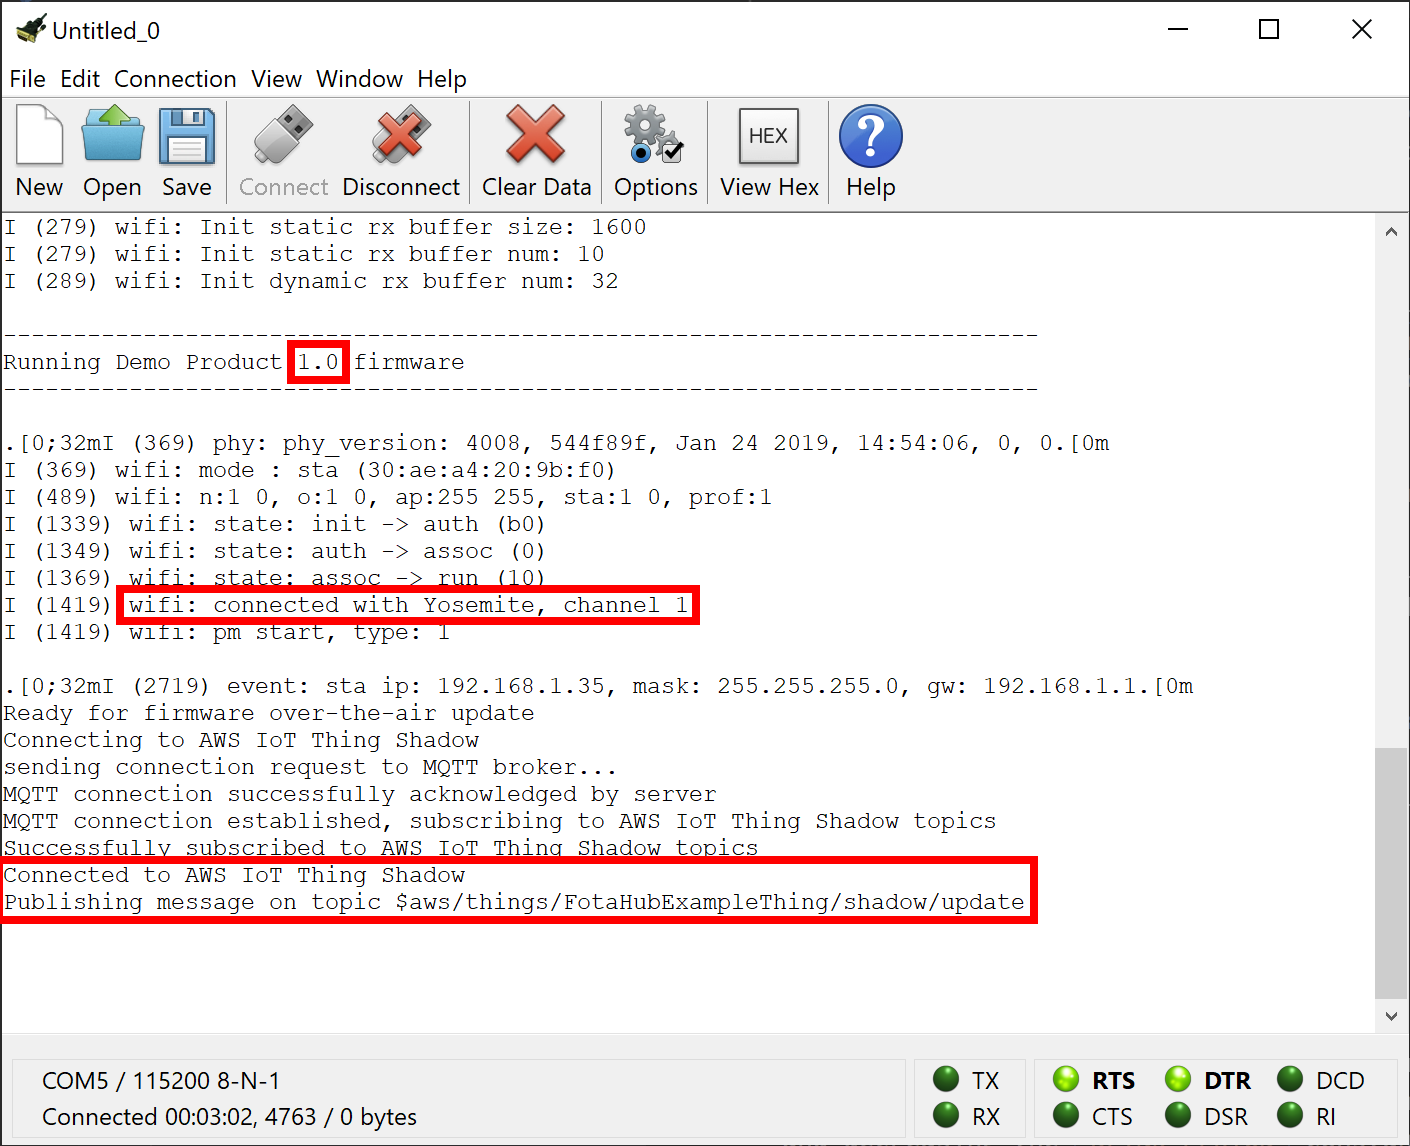 Untitled_0
File Edit Connection View Window Help
HEX
New Open Save Connect Disconnect Clear Data Options View Hex Help
I (279) wifi: Init static rx buffer size: 1600
I (279) wifi: Init static rx buffer num: 10
I (289) wifi: Init dynamic rx buffer num: 32
--------------------------------------------------------------------------
Running Demo Product 1.0 firmware
--------------------------------------------------------------------------
.[0;32mI (369) phy: phy_version: 4008, 544f89f, Jan 24 2019, 14:54:06, 0, 0.[0m
I (369) wifi: mode : sta (30:ae:a4:20:9b:f0)
I (489) wifi: n:1 0, o:1 0, ap:255 255, sta:1 0, prof:1
I (1339) wifi: state: init -> auth (b0)
I (1349) wifi: state: auth -> assoc (0)
I (1369) wifi: state: assoc -> run (10)
I (1419) wifi: connected with Yosemite, channel 1
I (1419) wifi: pm start, type: 1
.[0;32mI (2719) event: sta ip: 192.168.1.35, mask: 255.255.255.0, gw: 192.168.1.1.[0m
Ready for firmware over-the-air update
Connecting to AWS IoT Thing Shadow
sending connection request to MQTT broker...
MQTT connection successfully acknowledged by server
MQTT connection established, subscribing to AWS IoT Thing Shadow topics
Successfully subscribed to AWS IoT Thing Shadow topics
Connected to AWS IoT Thing Shadow
Publishing message on topic $aws/things/FotaHubExampleThing/shadow/update
COM5 / 115200 8-N-1
Connected 00:03:02, 4763 / 0 bytes
TX RTS DTR DCD
RX CTS DSR RI